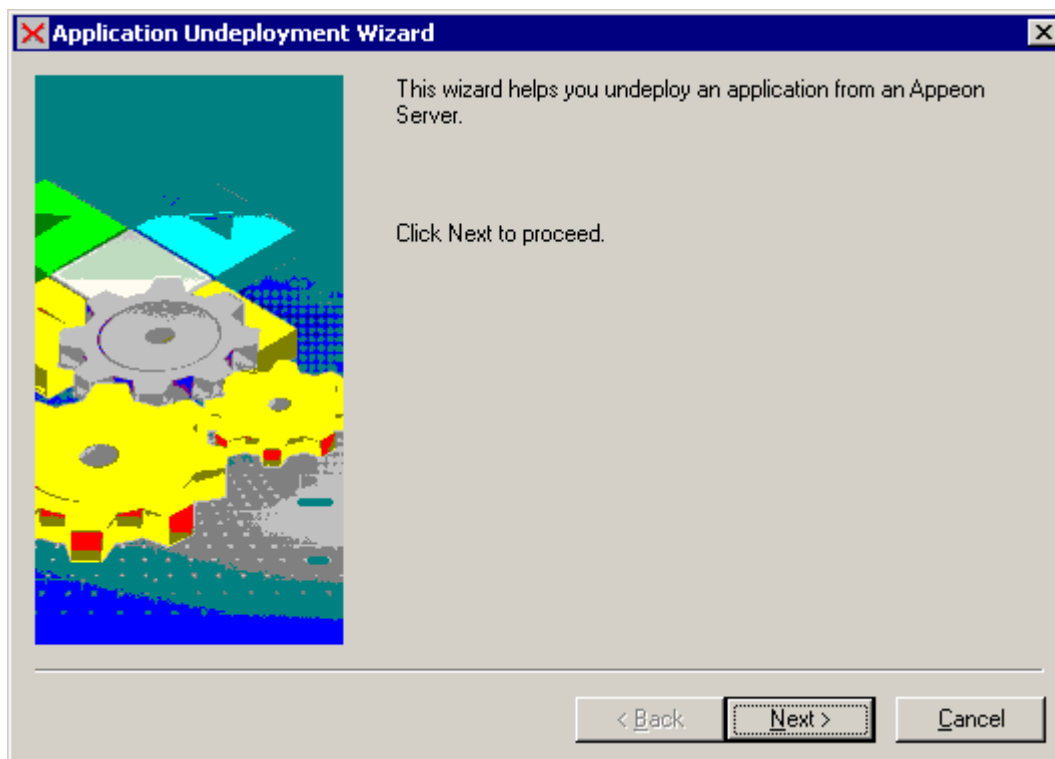 Application Undeployment Wizard
This wizard helps you undeploy an application from an Appeon
Server.
Click Next to proceed.
< Back
Next >
Cancel